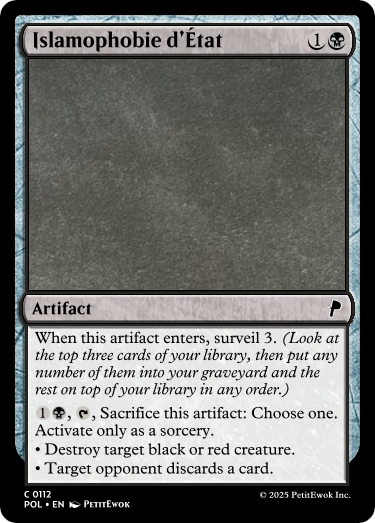 Islamophobie d'État 1
Artifact
When this artifact enters, surveil 3. (Look at
the top three cards of your library, then put any
number of them into your graveyard and the
rest on top of your library in any order.)
1, Sacrifice this artifact: Choose one.
Activate only as a sorcery.
• Destroy target black or red creature.
• Target opponent discards a card.
C 0112
POL • EN PetitEwok
© 2025 PetitEwok Inc.